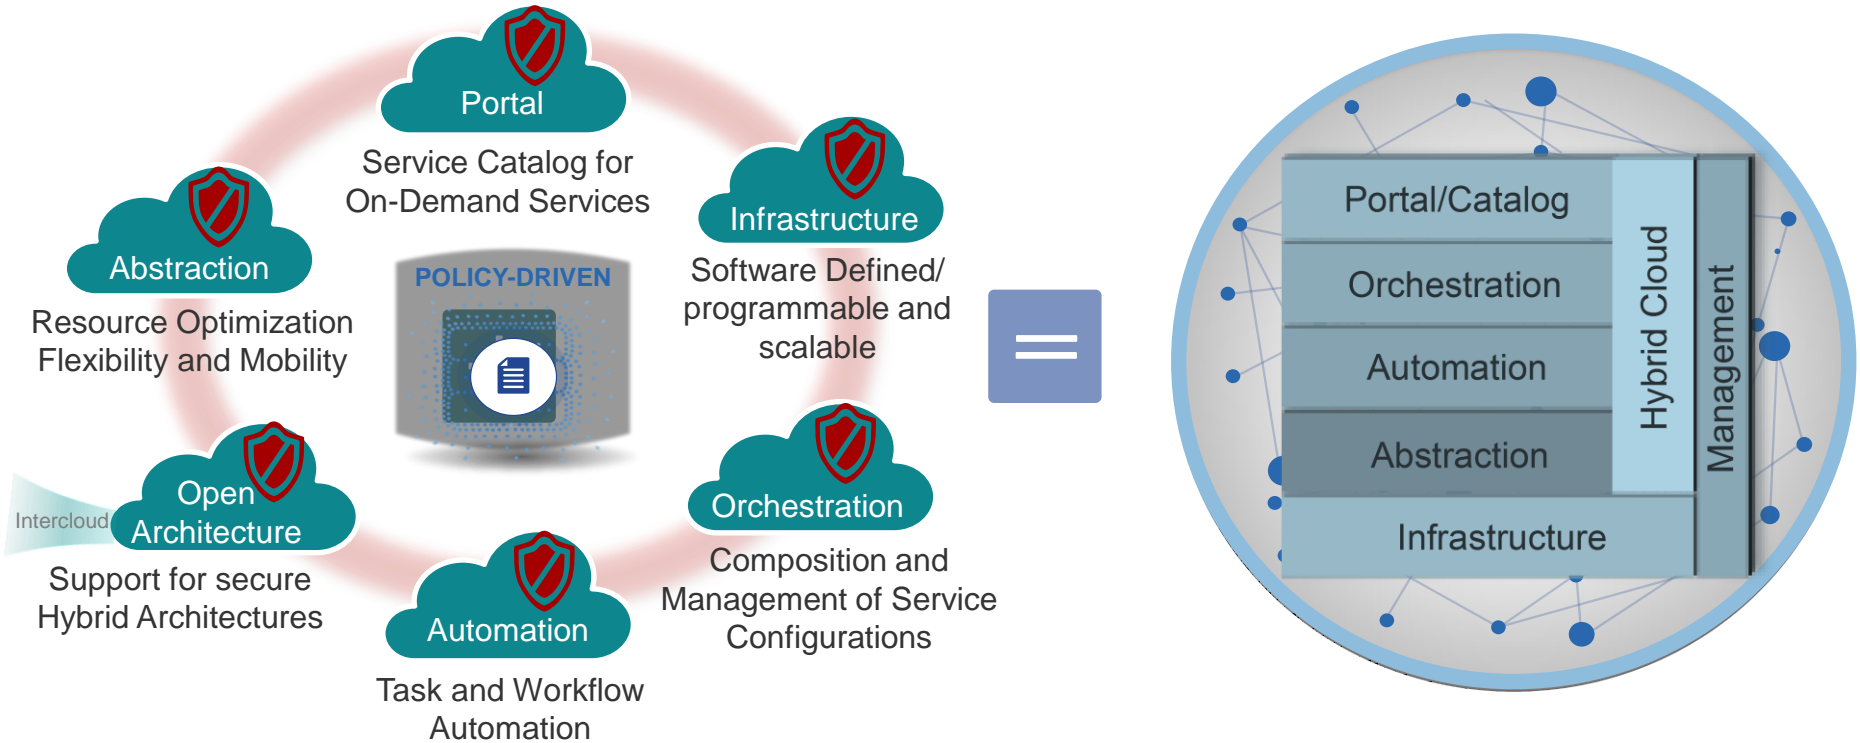 Portal
Service Catalog for
On-Demand Services
Infrastructure
Software Defined/
programmable and
scalable
Orchestration
Composition and
Management of Service
Configurations
Automation
Task and Workflow
Automation
Open
Architecture
Intercloud
Support for secure
Hybrid Architectures
Abstraction
Resource Optimization
Flexibility and Mobility
POLICY-DRIVEN
=
Portal/Catalog
Orchestration
Automation
Abstraction
Infrastructure
Hybrid Cloud
Management